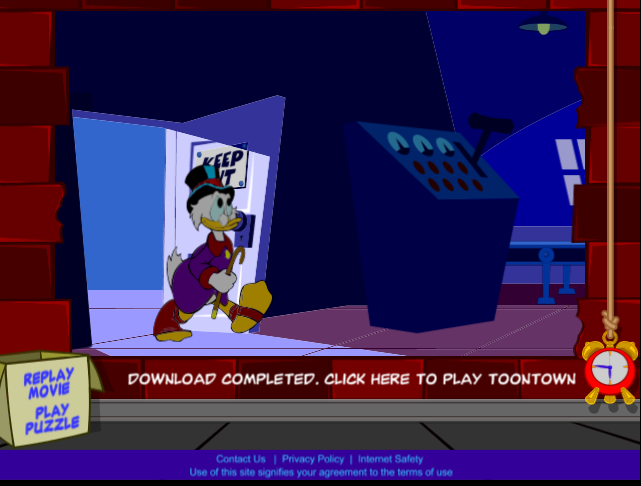 KEEP
IT
DOWNLOAD COMPLETED. CLICK HERE TO PLAY TOONTOWN
REPLAY
MOVIE
PLAY
PUZZLE
Contact Us | Privacy Policy | Internet Safety
Use of this site signifies your agreement to the terms of use